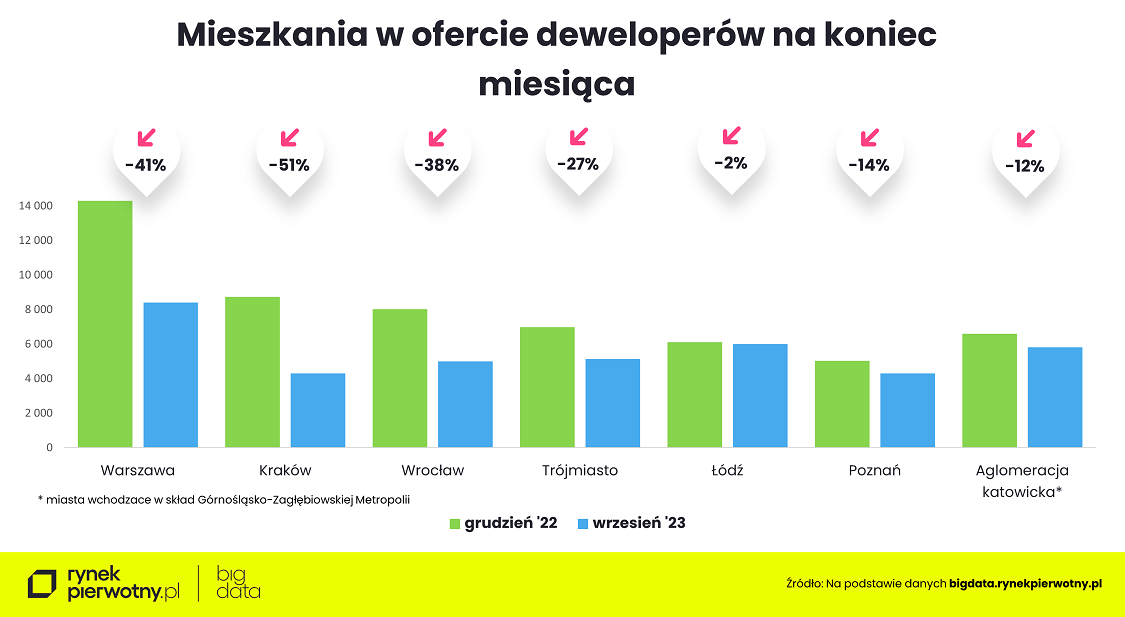 Mieszkania w ofercie deweloperów na koniec
miesiąca
-41%
-51%
-38%
-27%
-2%
-14%
-12%
14 000
12 000
10 000
8 000
6 000
4 000
2 000
0
Warszawa
Kraków
Wrocław
Trójmiasto
Łódź
Poznań
Aglomeracja
katowicka*
* miasta wchodzace w skład Górnośląsko-Zagłębiowskiej Metropolii
grudzień '22
wrzesień '23
rynek
pierwotny.pl
big
data
Źródło: Na podstawie danych bigdata.rynekpierwotny.pl